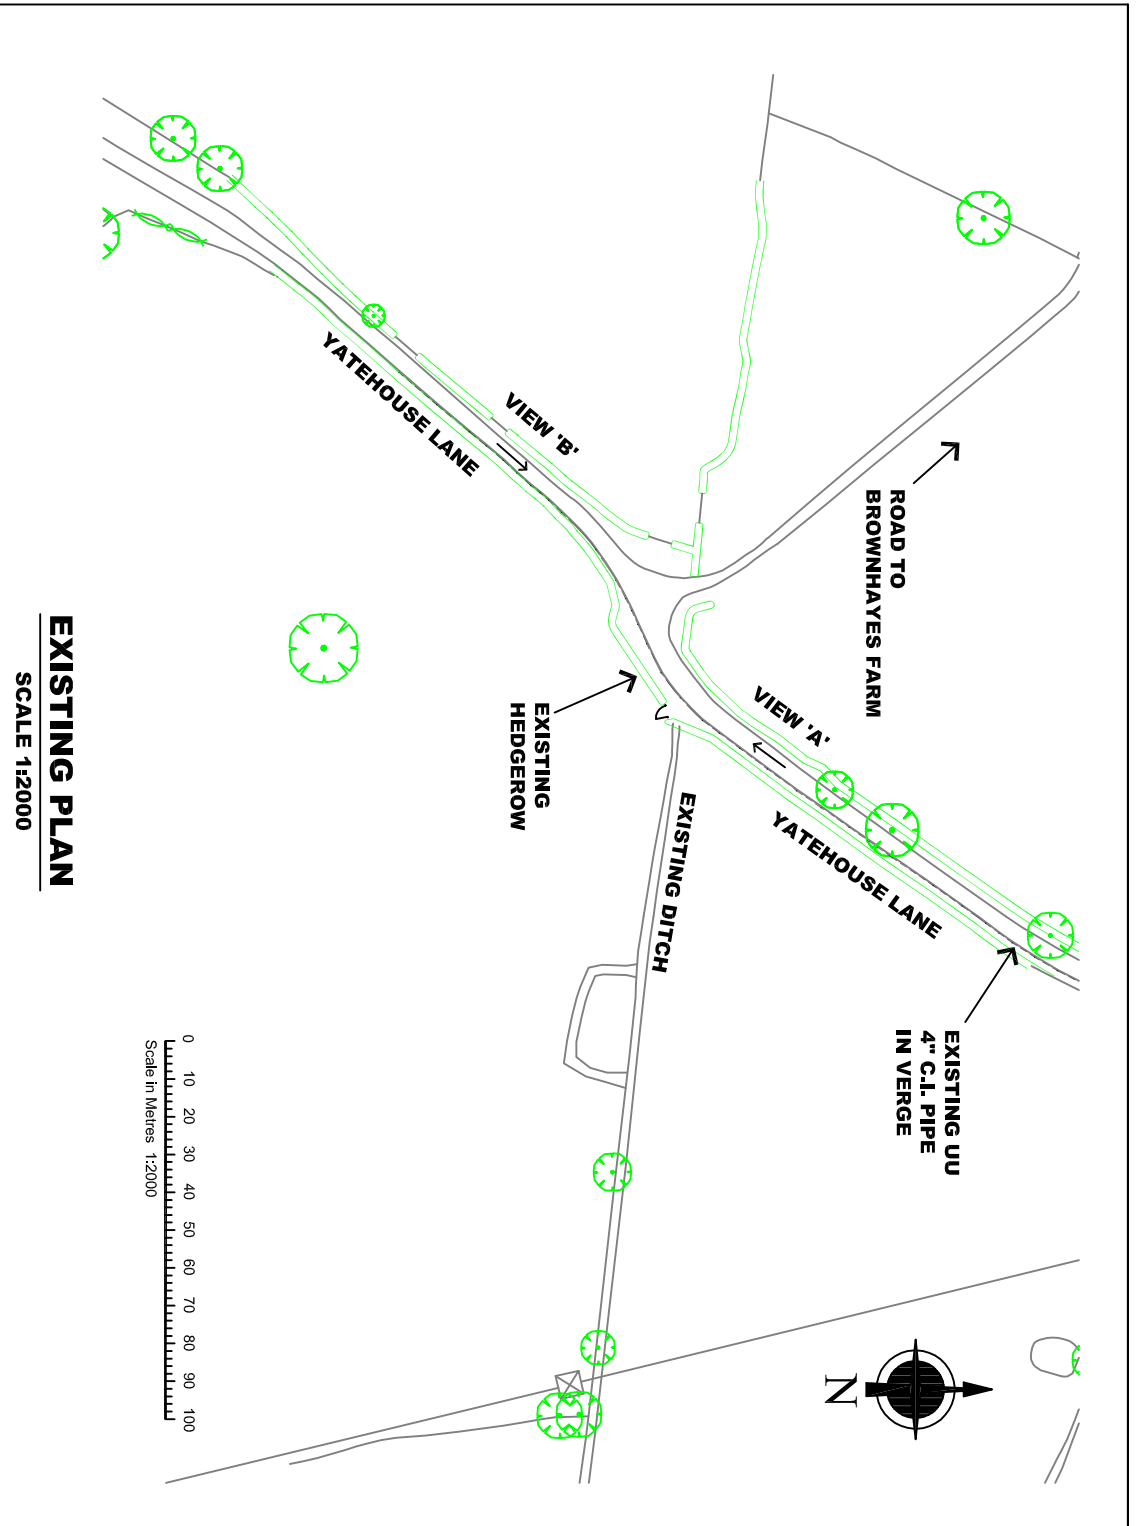 ROAD TO
BROWNHAYES FARM
VIEW 'B'
YATEHOUSE LANE
VIEW 'A'
YATEHOUSE LANE
EXISTING UU
4" C.I. PIPE
IN VERGE
EXISTING
HEDGEROW
EXISTING DITCH
N
0 10 20 30 40 50 60 70 80 90 100
Scale in Metres 1:2000
EXISTING PLAN
SCALE 1:2000